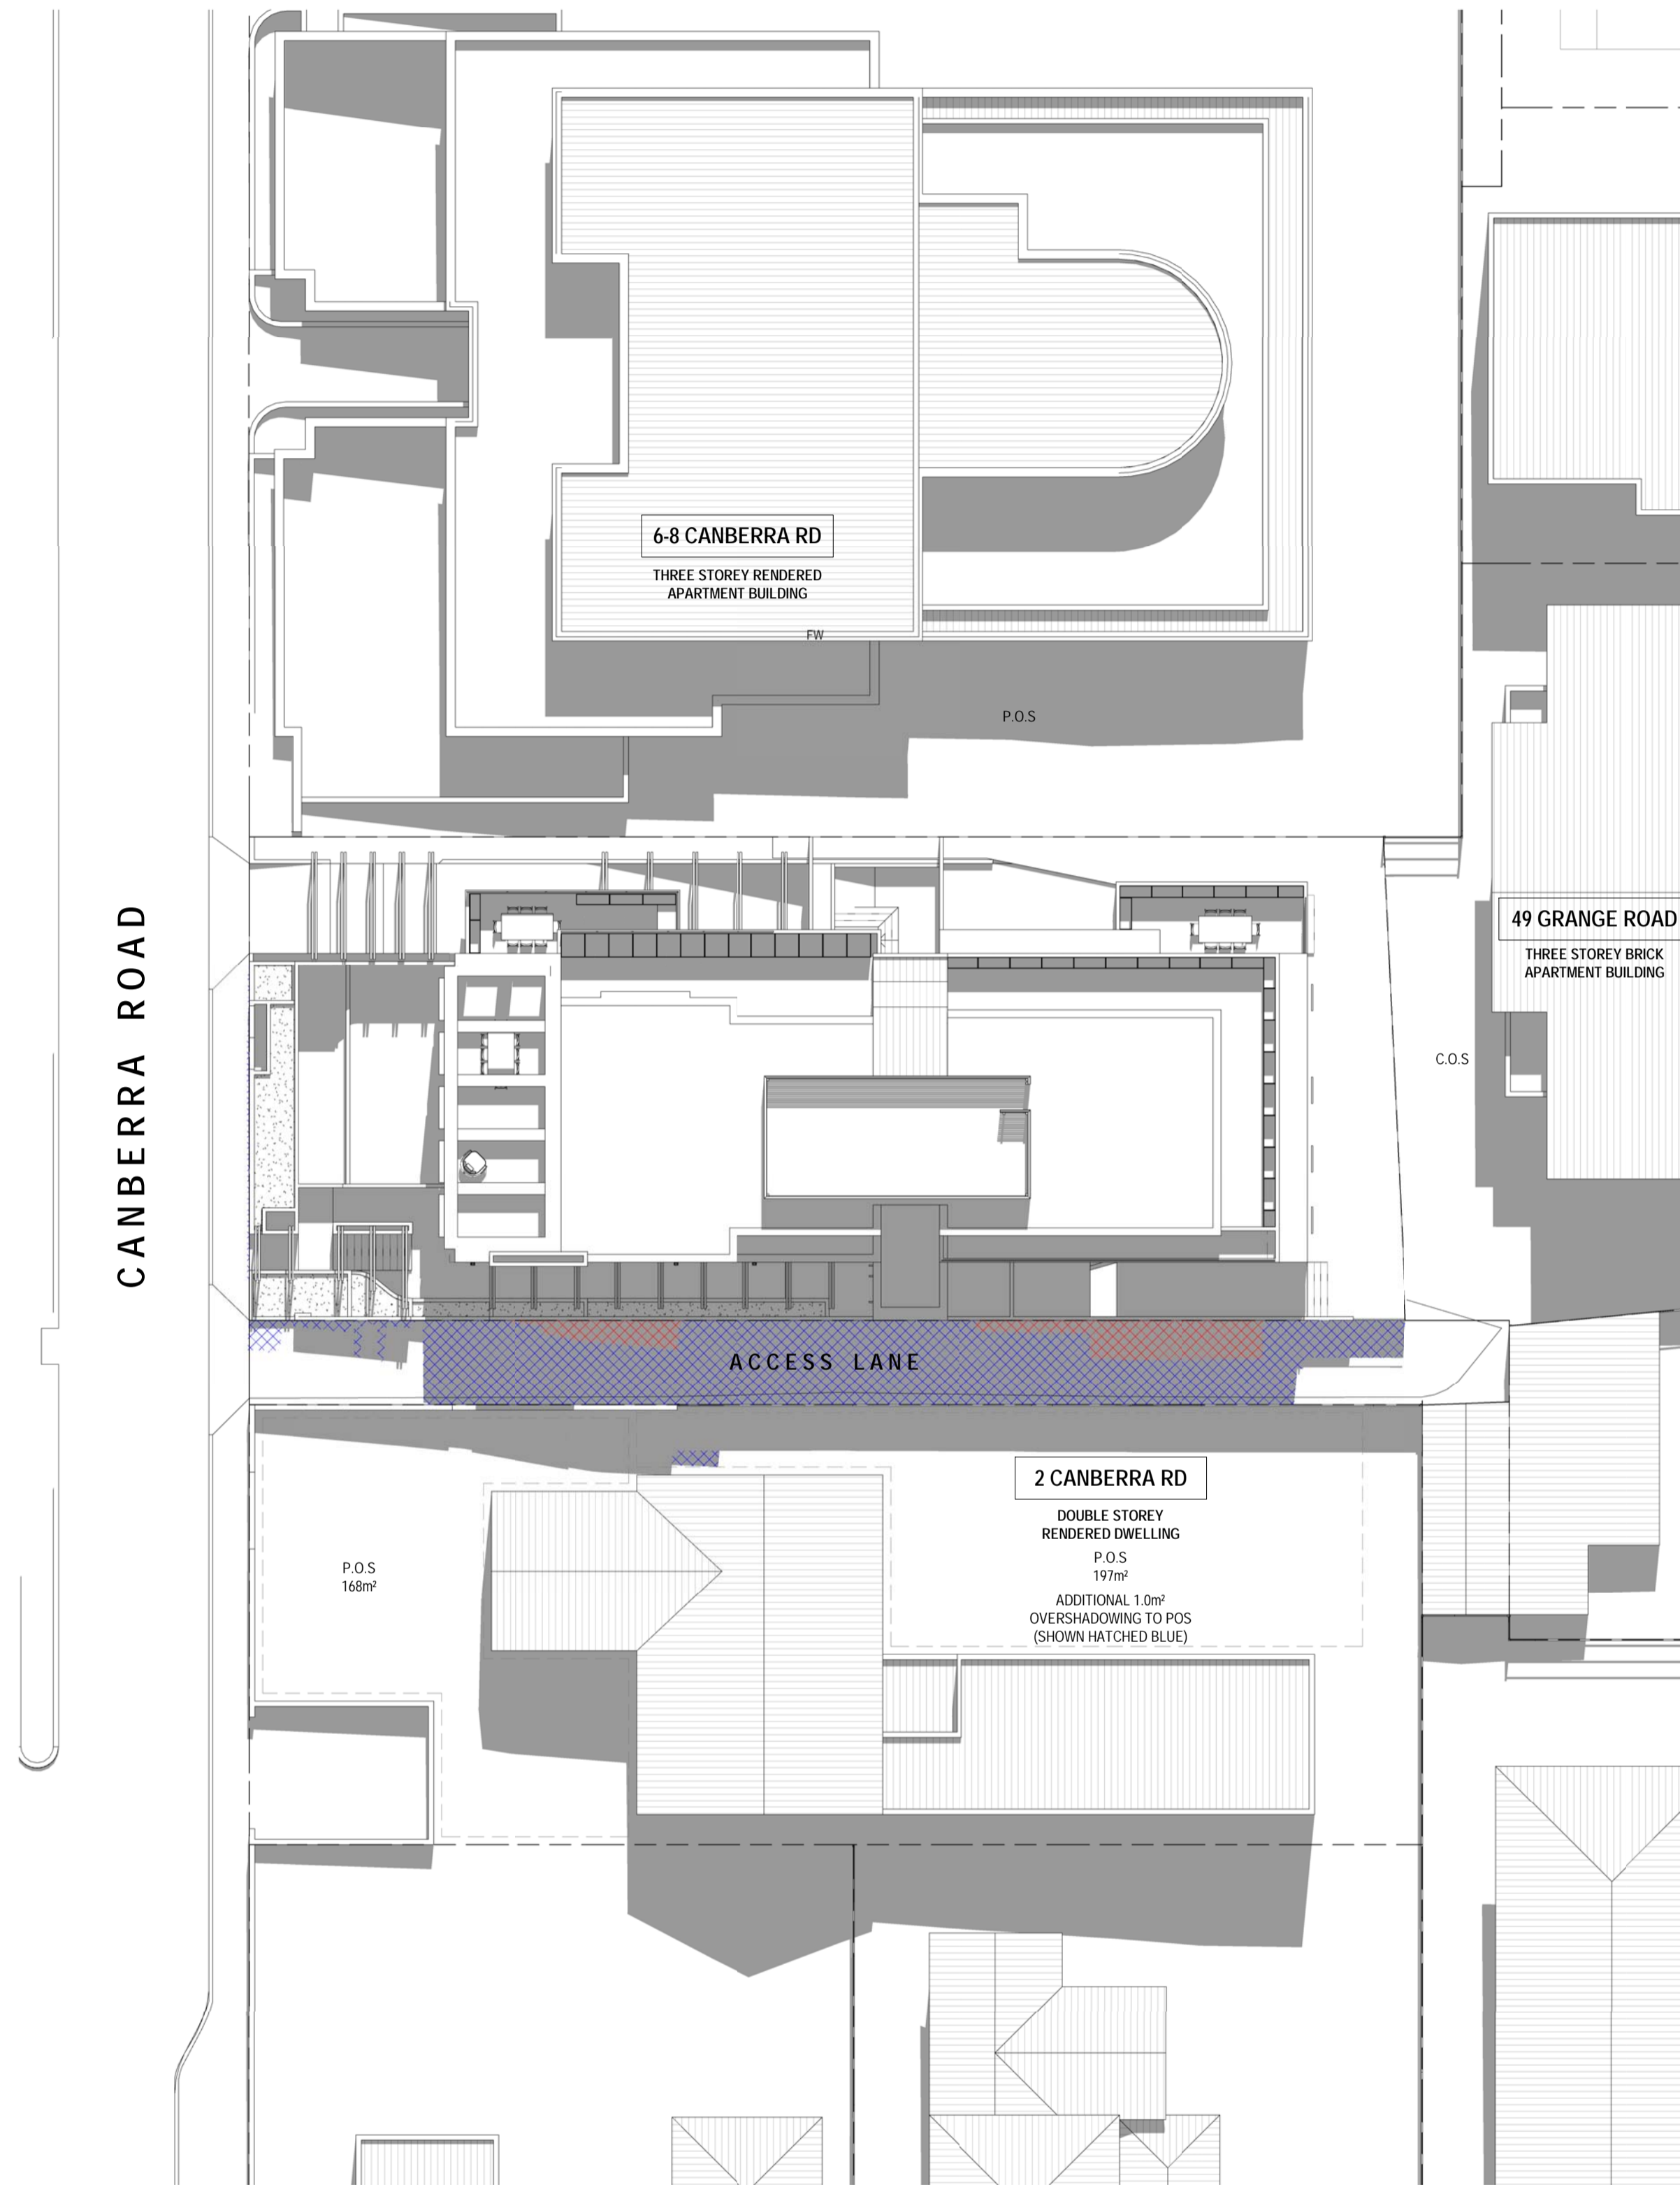 6-8 CANBERRA RD
THREE STOREY RENDERED
APARTMENT BUILDING
FW
P.O.S
CANBERRA ROAD
49 GRANGE ROAD
THREE STOREY BRICK
APARTMENT BUILDING
C.O.S
ACCESS LANE
2 CANBERRA RD
DOUBLE STOREY
RENDERED DWELLING
P.O.S
197m²
ADDITIONAL 1.0m²
OVERSHADOWING TO POS
(SHOWN HATCHED BLUE)
P.O.S
168m²